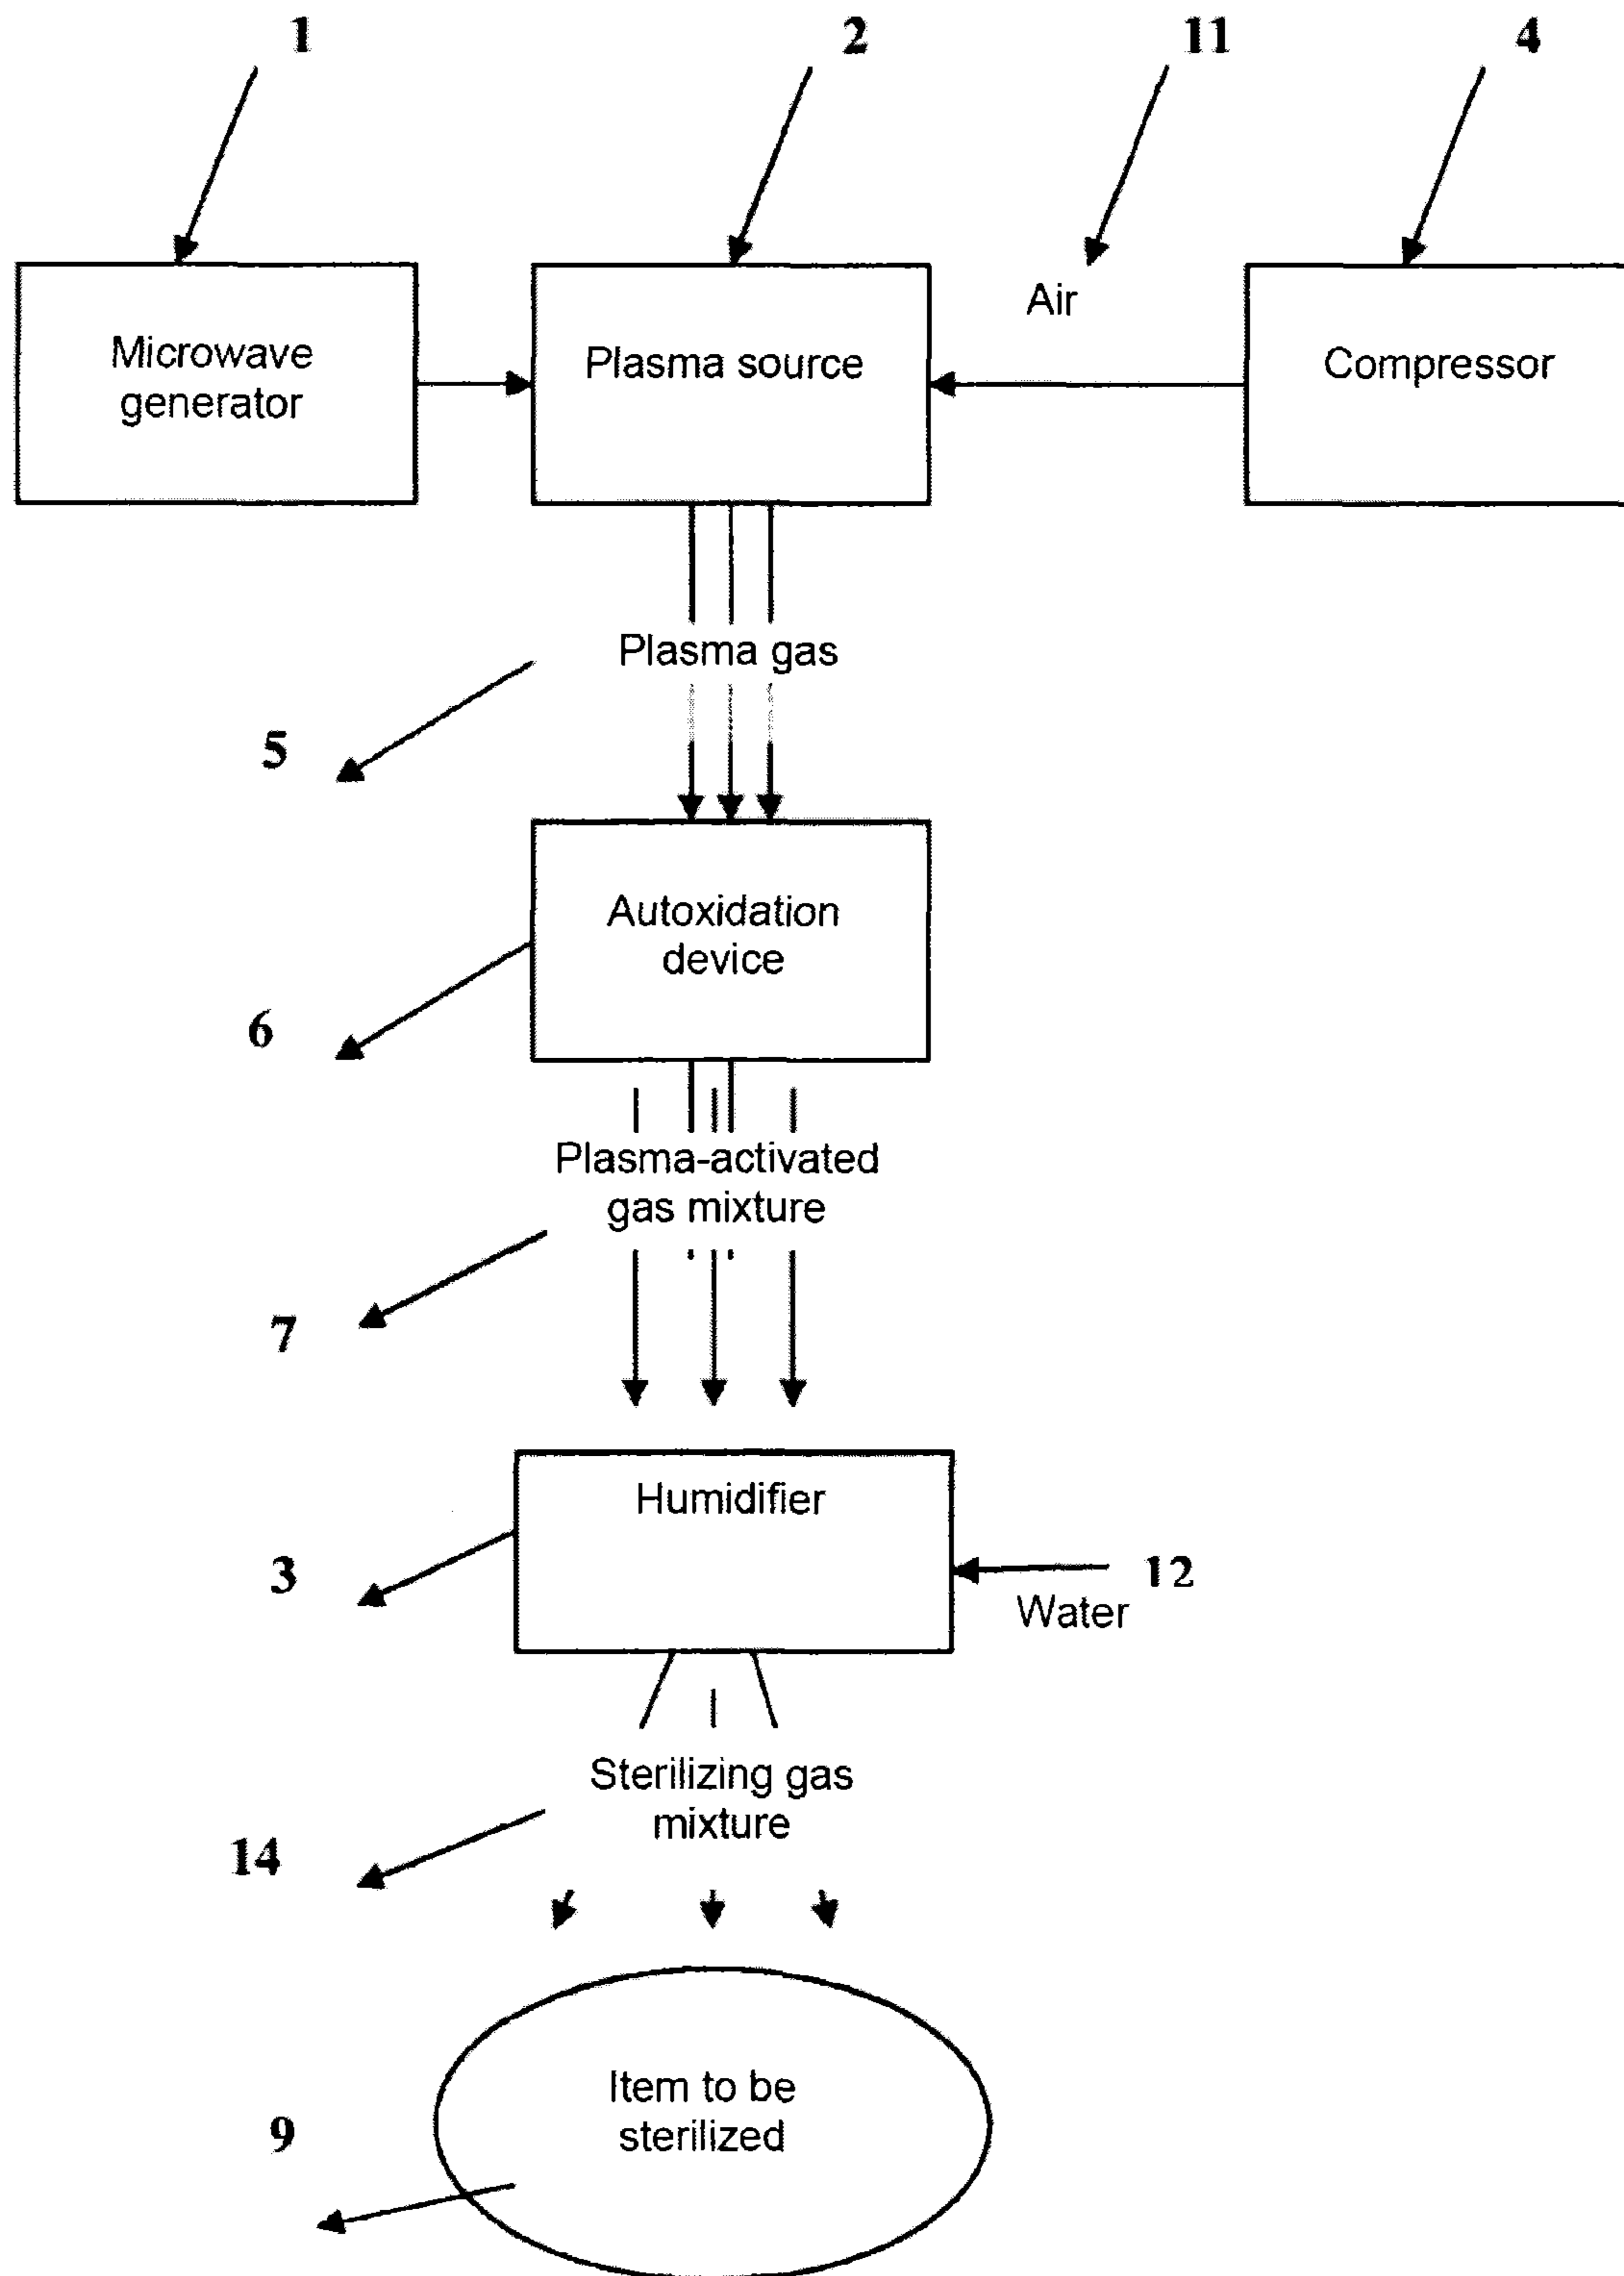 1
2
11
4
Microwave
generator
Plasma source
Air
Compressor
Plasma gas
5
Autoxidation
device
6
Plasma-activated
gas mixture
7
Humidifier
3
12
Water
Sterilizing gas
mixture
14
Item to be
sterilized
9